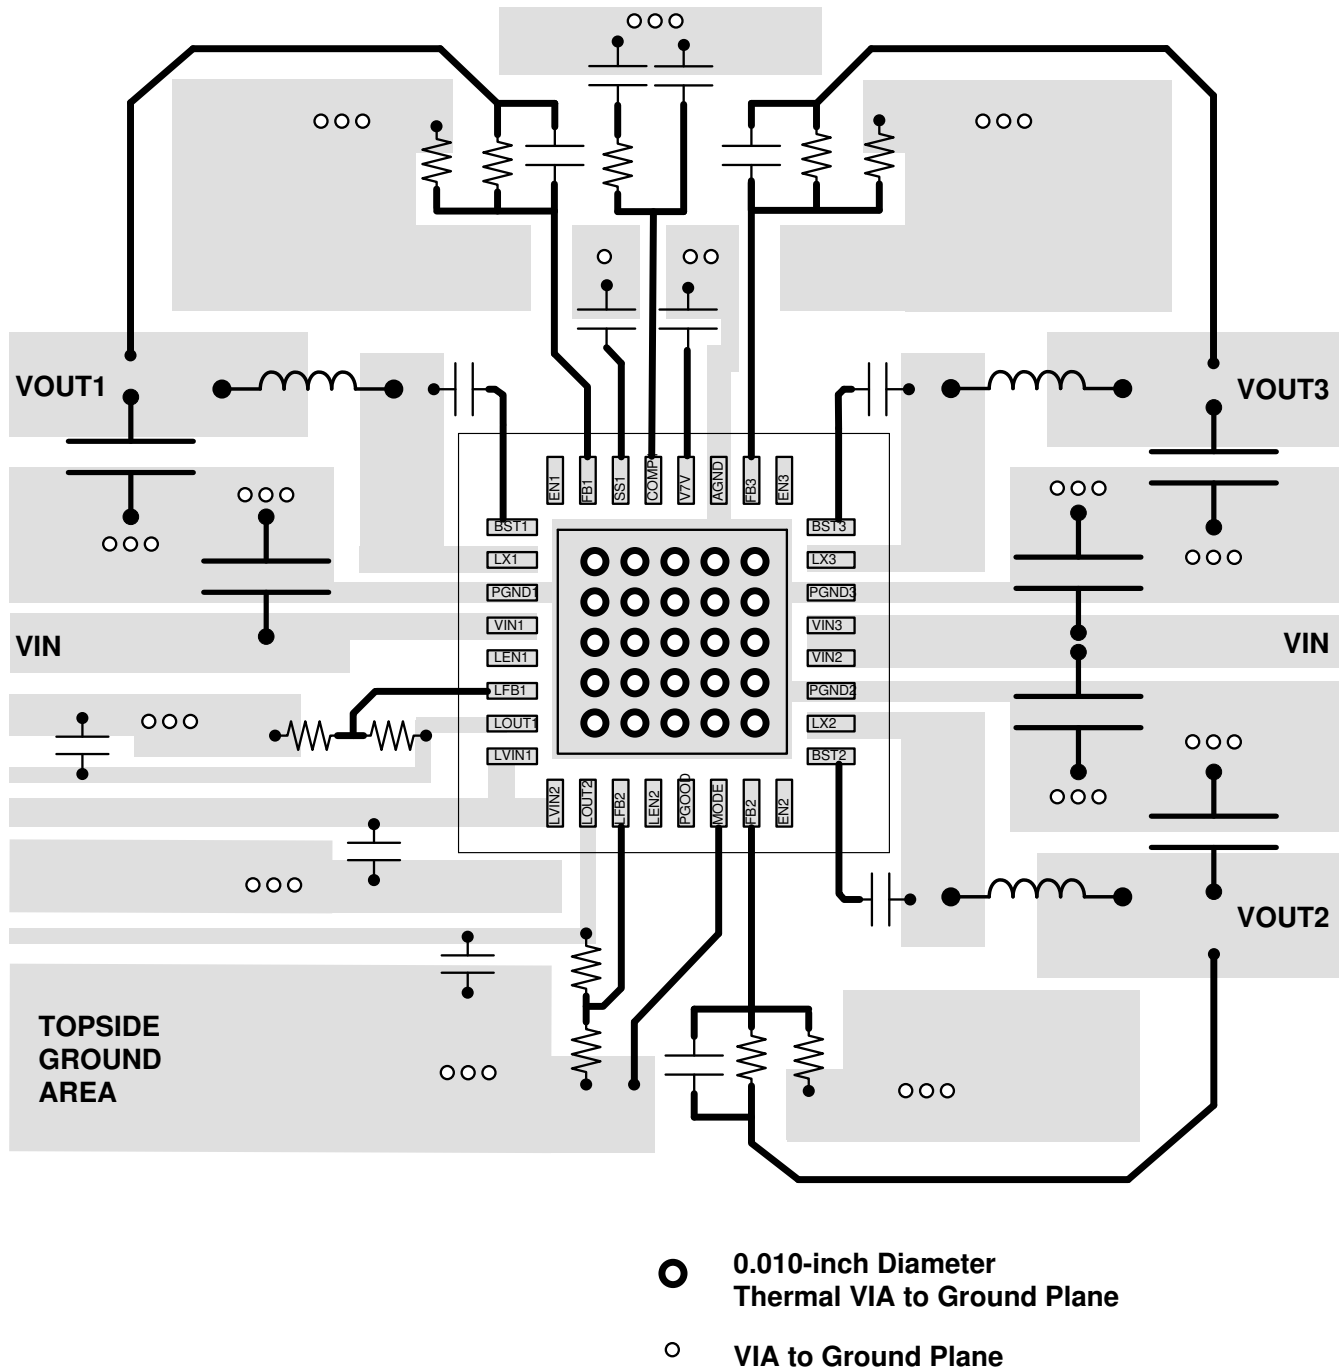 VOUT1
VOUT3
EN1
FB1
SS1
COMP
V7V
AGND
FB3
EN3
BST1
BST3
LX1
LX3
PGND1
PGND3
VIN1
VIN3
VIN
VIN
LEN1
VIN2
LFB1
PGND2
LOUT1
LX2
LVIN1
BST2
LVIN2
LOUT2
LFB2
LEN2
PGOOD
MODE
FB2
EN2
VOUT2
TOPSIDE
GROUND
AREA
0.010-inch Diameter
Thermal VIA to Ground Plane
VIA to Ground Plane